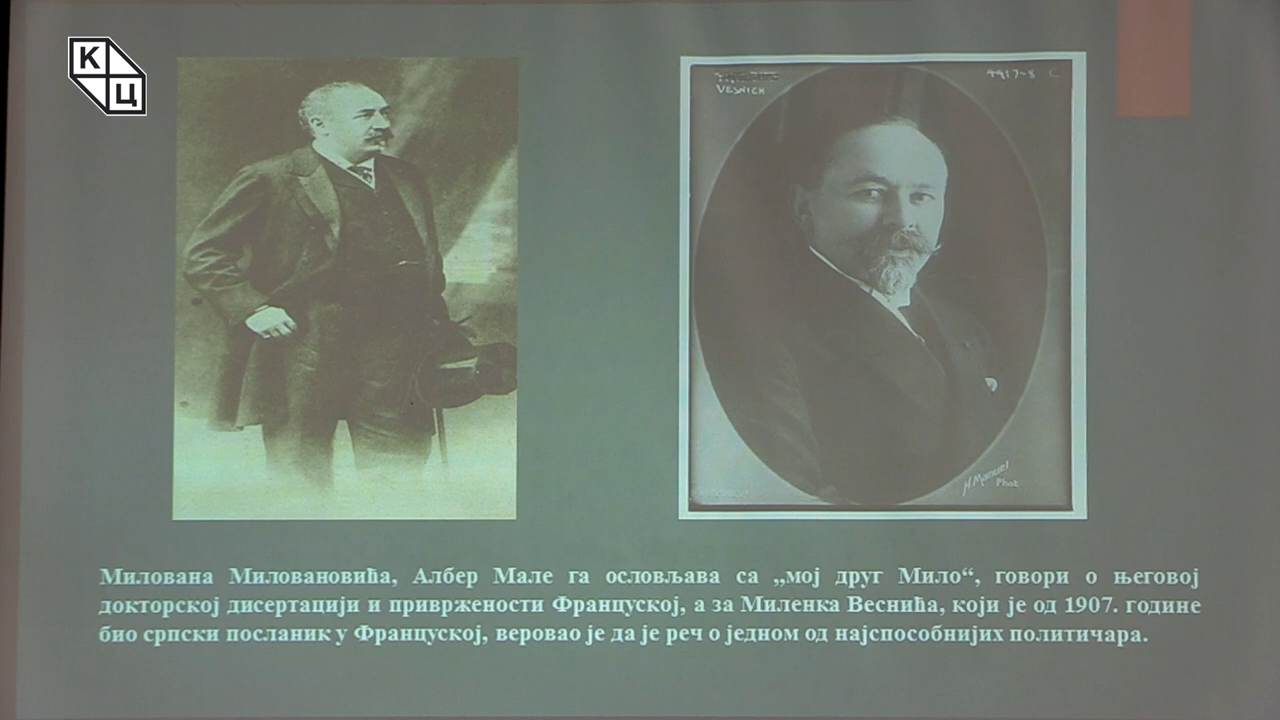 К
Ц
VESNICH
4917-8 C
H. Manuel
Phot
Милована Миловановића, Албер Мале га ословљава са „мој друг Мило“, говори о његовој
докторској дисертацији и привржености Француској, а за Миленка Веснића, који је од 1907. године
био српски посланик у Француској, веровао је да је реч о једном од најспособнијих политичара.